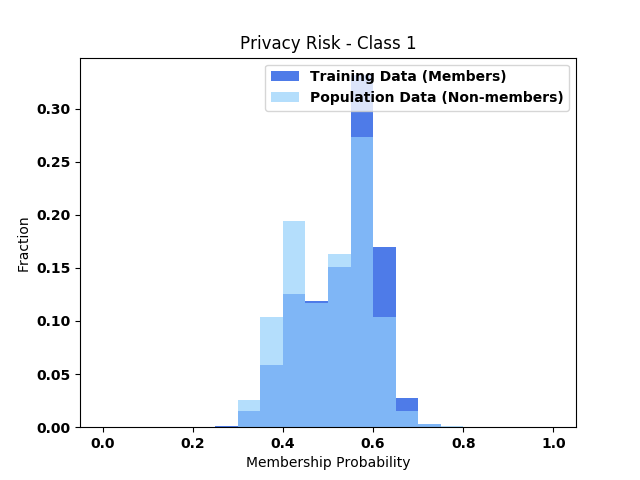 Privacy Risk - Class 1
Training Data (Members)
Population Data (Non-members)
0.30
0.25
0.20
0.15
0.10
0.05
0.00
Fraction
0.0 0.2 0.4 0.6 0.8 1.0
Membership Probability